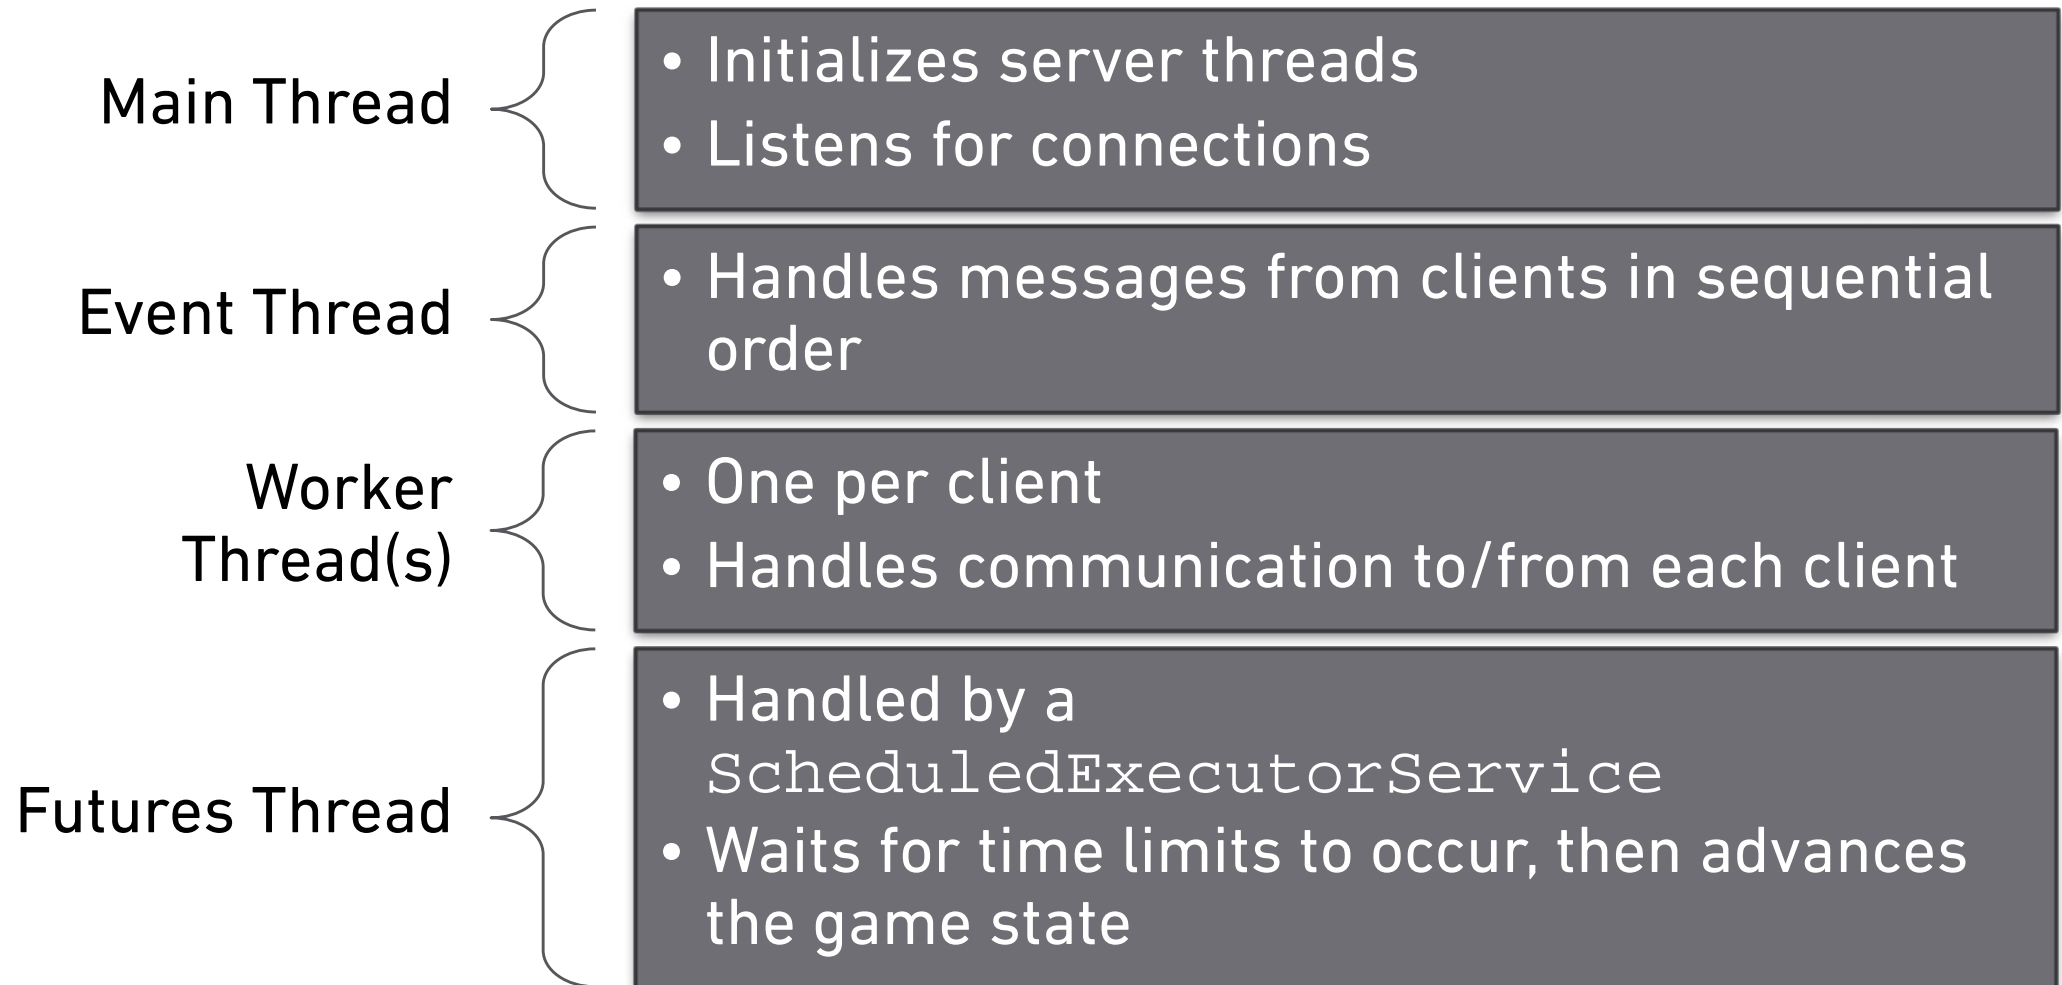 Main Thread
• Initializes server threads
• Listens for connections
Event Thread
• Handles messages from clients in sequential
order
Worker
Thread(s)
• One per client
• Handles communication to/from each client
Futures Thread
• Handled by a
ScheduledExecutorService
• Waits for time limits to occur, then advances
the game state